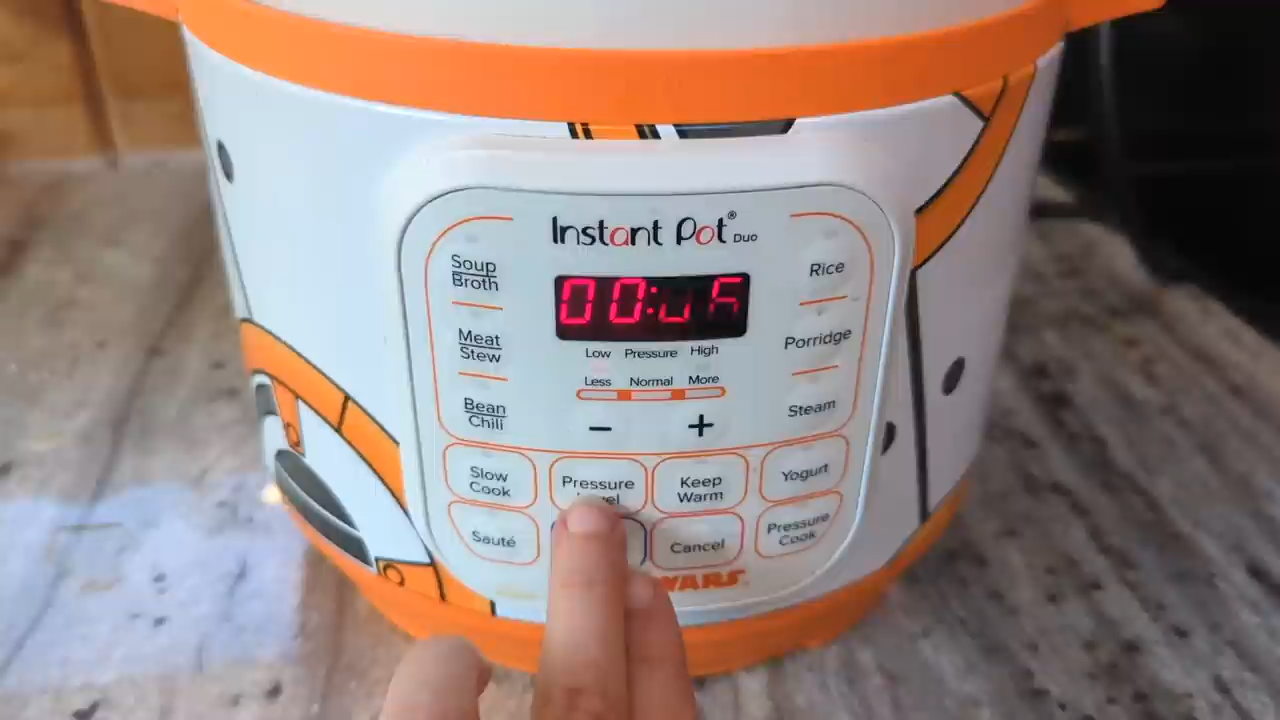 Instant Pot® Duo
00:
Soup
Broth
Meat
Stew
Bean
Chili
Rice
Porridge
Steam
Low Pressure High
Less Normal More
− +
Slow
Cook
Pressure
Keep
Warm
Yogurt
Sauté
Cancel
Pressure
Cook